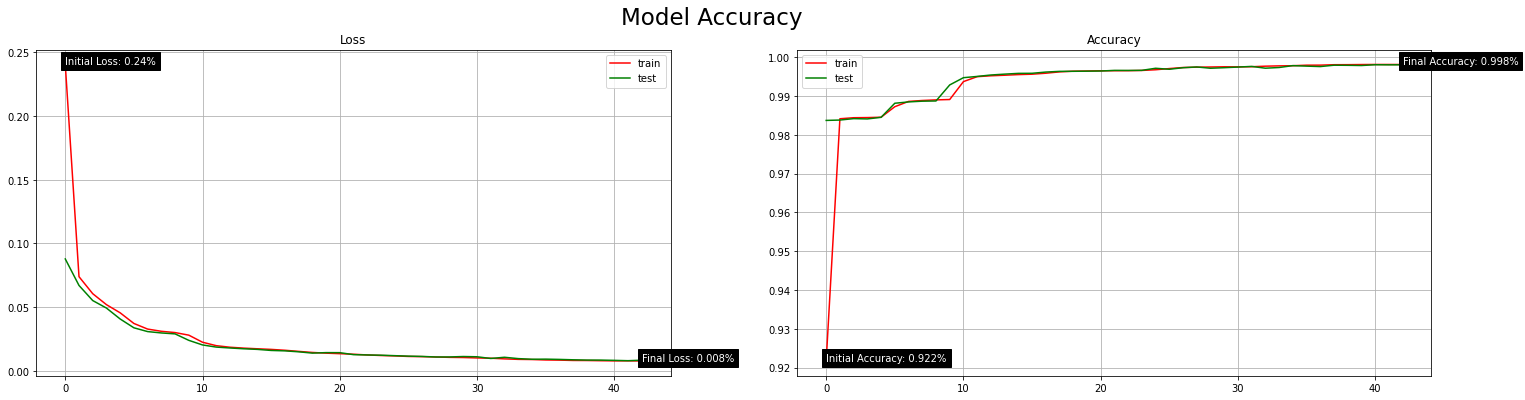 Model Accuracy
Loss
0.25
0.20
0.15
0.10
0.05
0.00
0
10
20
30
40
Initial Loss: 0.24%
train
test
Final Loss: 0.008%
Accuracy
1.00
0.99
0.98
0.97
0.96
0.95
0.94
0.93
0.92
0
10
20
30
40
train
test
Final Accuracy: 0.998%
Initial Accuracy: 0.922%